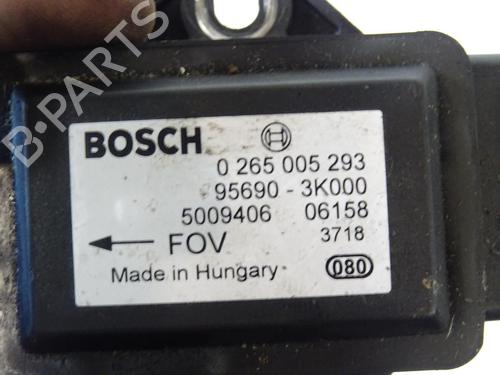 BOSCH
0 265 005 293
95690 - 3K000
5009406 06158
FOV 3718
Made in Hungary 080
B-PARTS